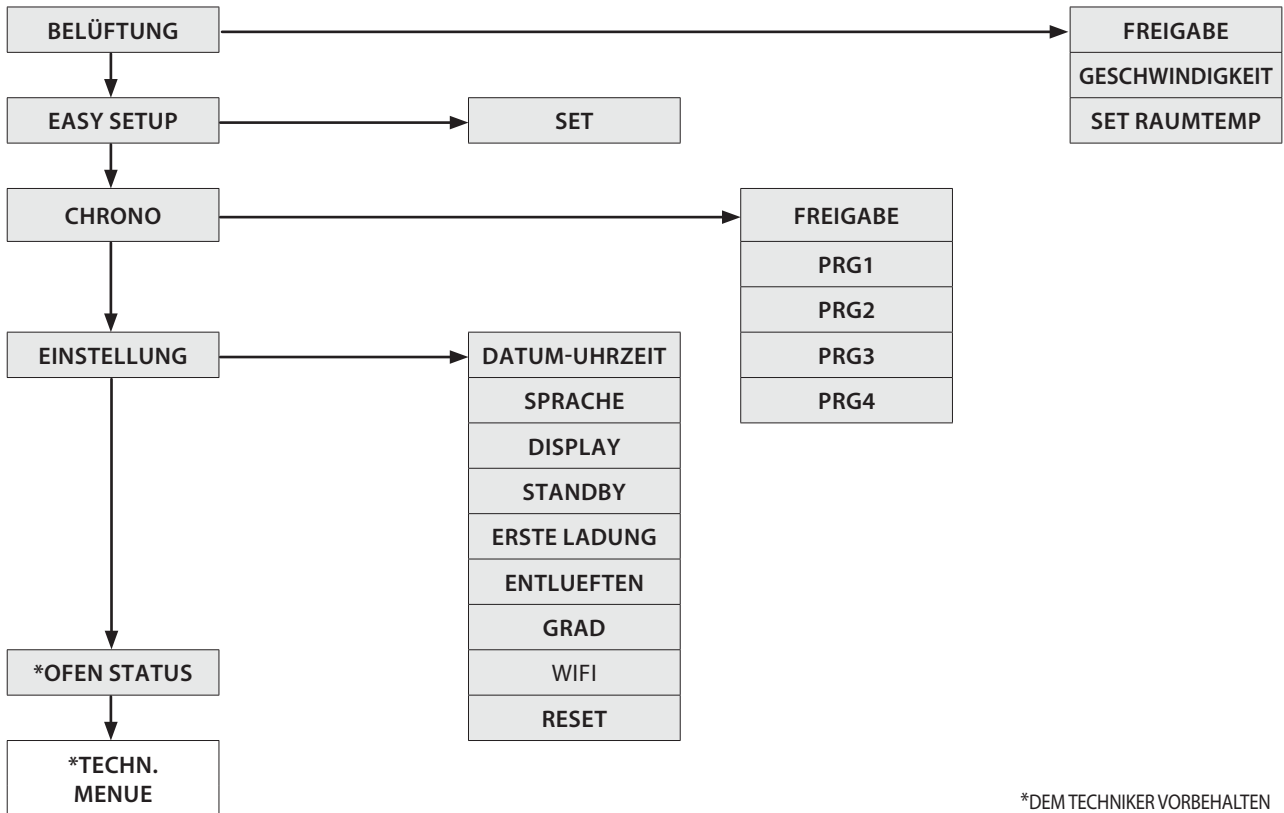 BELÜFTUNG
FREIGABE
GESCHWINDIGKEIT
SET RAUMTEMP
EASY SETUP
SET
CHRONO
FREIGABE
PRG1
PRG2
PRG3
PRG4
EINSTELLUNG
DATUM-UHRZEIT
SPRACHE
DISPLAY
STANDBY
ERSTE LADUNG
ENTLUEFTEN
GRAD
WIFI
RESET
*OFEN STATUS
*TECHN.
MENUE
*DEM TECHNIKER VORBEHALTEN